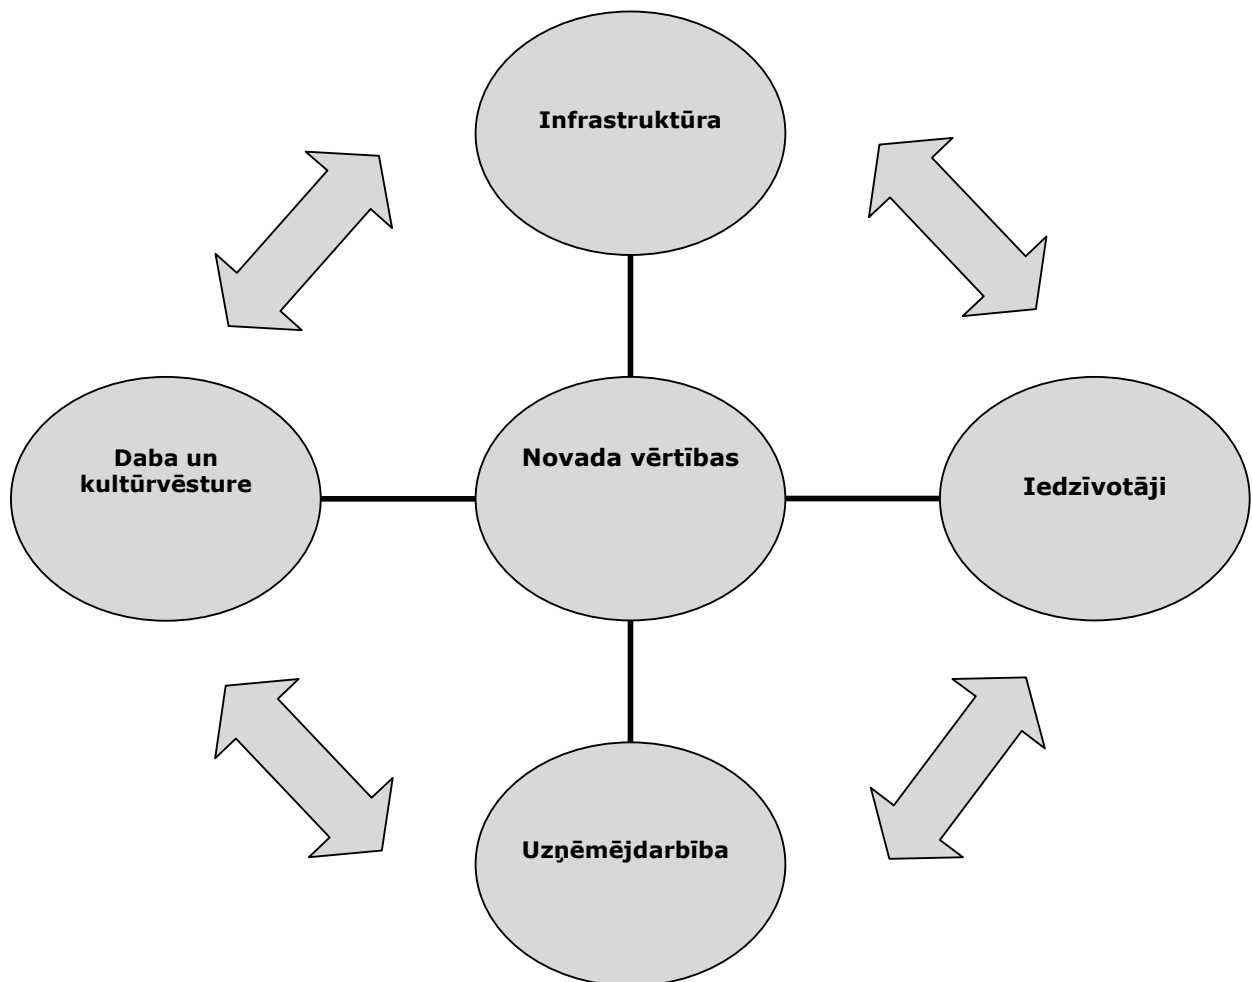 Infrastruktūra
Daba un
kultūrvēsture
Novada vērtības
Iedzīvotāji
Uzņēmējdarbība